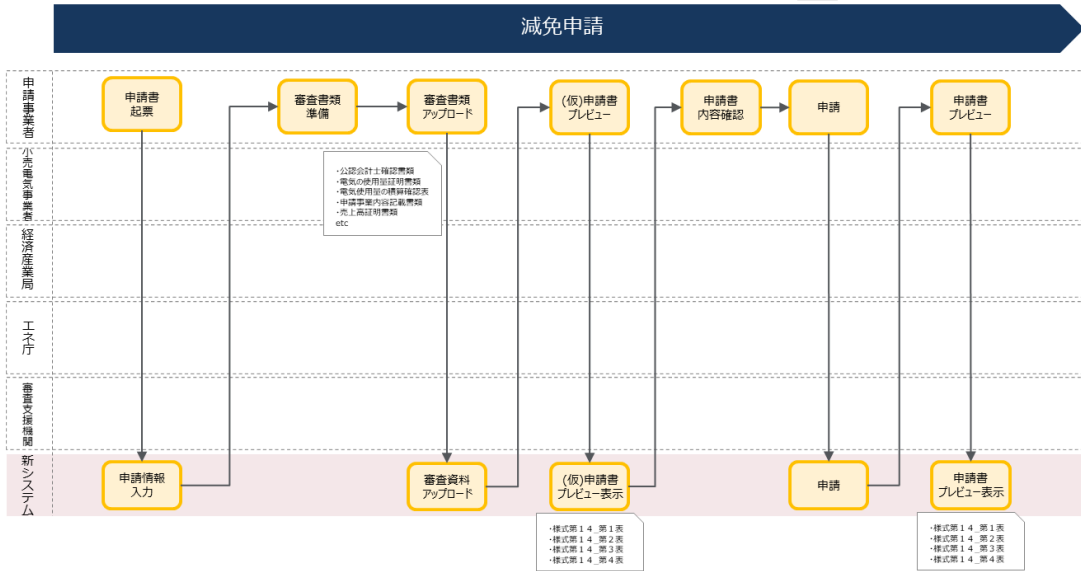 減免申請
申請事業者
申請書
起票
審査書類
準備
審査書類
アップロード
(仮)申請書
プレビュー
申請書
内容確認
申請
申請書
プレビュー
小売電気事業者
・公認会計士確認書類
・電気の使用量証明書類
・電気使用量の積算確認表
・申請事業内容記載書類
・売上高証明書類
etc
経済産業局
エネ庁
審査支援機関
新システム
申請情報
入力
審査資料
アップロード
(仮)申請書
プレビュー表示
申請
申請書
プレビュー表示
・様式第14_第1表
・様式第14_第2表
・様式第14_第3表
・様式第14_第4表
・様式第14_第1表
・様式第14_第2表
・様式第14_第3表
・様式第14_第4表